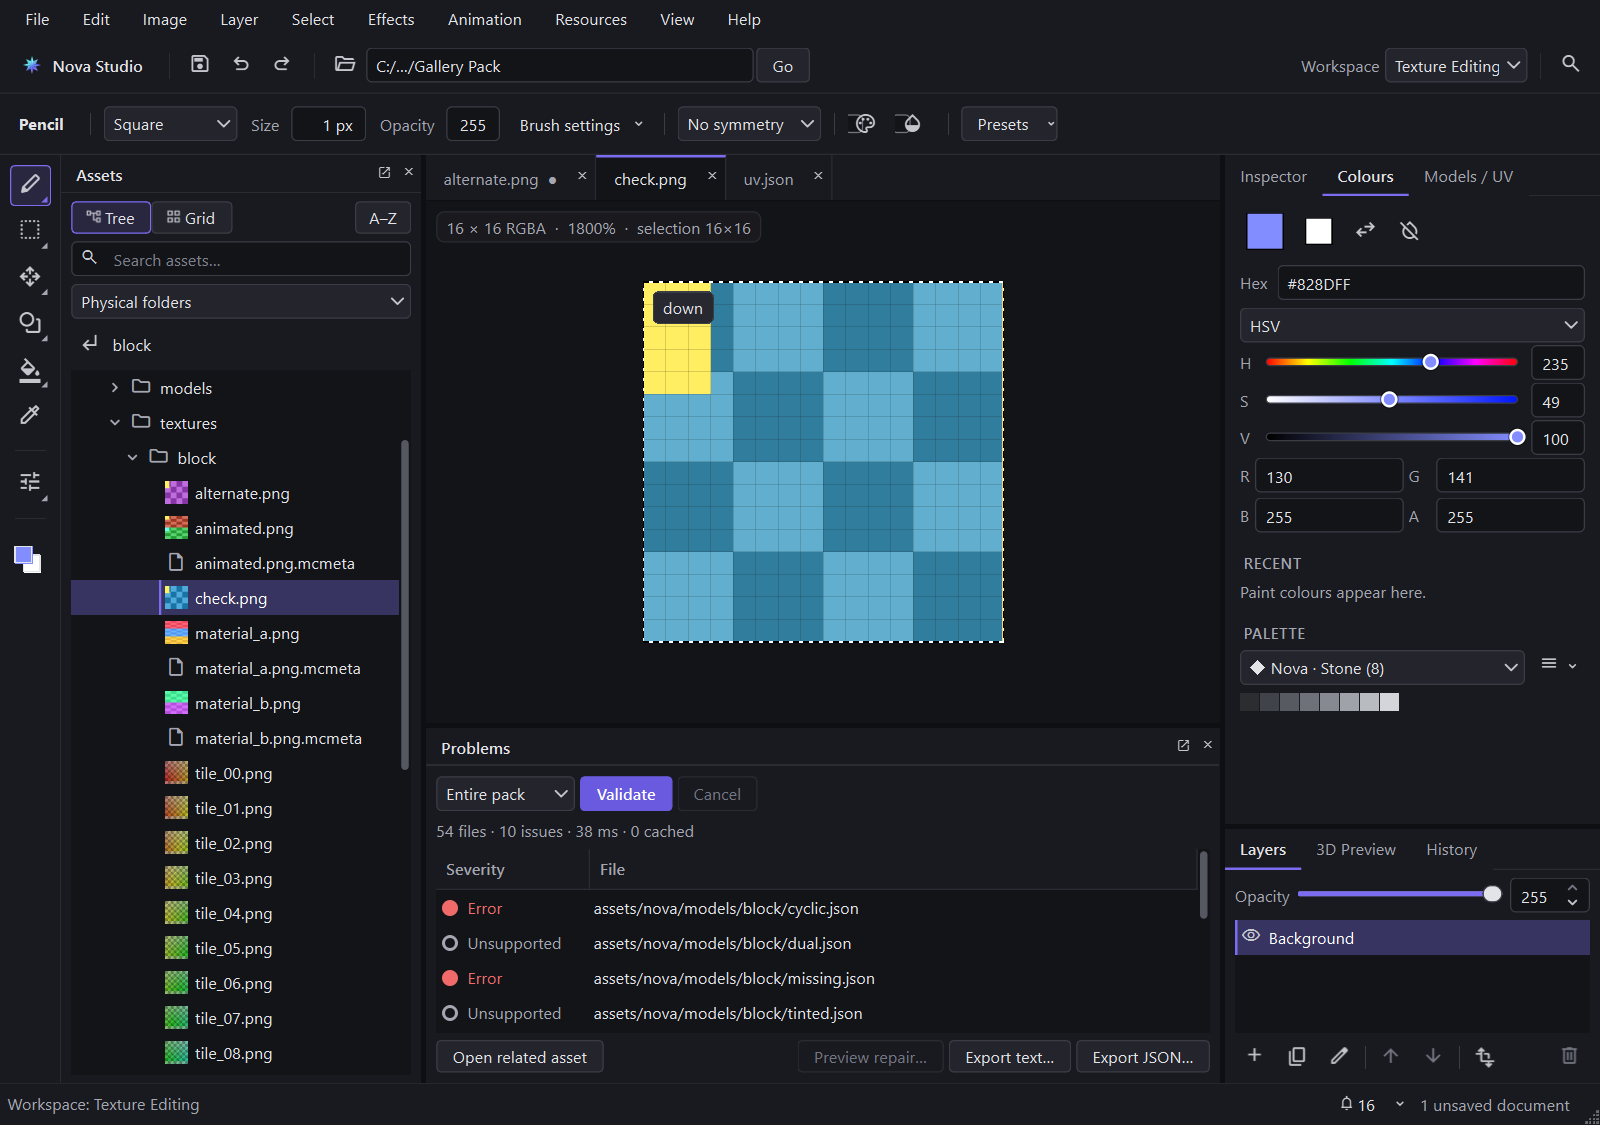 File Edit Image Layer Select Effects Animation Resources View Help
Nova Studio C:/.../Gallery Pack Go Workspace Texture Editing
Pencil Square Size 1 px Opacity 255 Brush settings No symmetry Presets
Assets
Tree Grid A–Z
Search assets...
Physical folders
block
models
textures
block
alternate.png
animated.png
animated.png.mcmeta
check.png
material_a.png
material_a.png.mcmeta
material_b.png
material_b.png.mcmeta
tile_00.png
tile_01.png
tile_02.png
tile_03.png
tile_04.png
tile_05.png
tile_06.png
tile_07.png
tile_08.png
alternate.png check.png uv.json
16 × 16 RGBA · 1800% · selection 16×16
down
Problems
Entire pack Validate Cancel
54 files · 10 issues · 38 ms · 0 cached
Severity File
Error assets/nova/models/block/cyclic.json
Unsupported assets/nova/models/block/dual.json
Error assets/nova/models/block/missing.json
Unsupported assets/nova/models/block/tinted.json
Open related asset Preview repair... Export text... Export JSON...
Inspector Colours Models / UV
Hex #828DFF
HSV
H 235
S 49
V 100
R 130 G 141
B 255 A 255
RECENT
Paint colours appear here.
PALETTE
Nova · Stone (8)
Layers 3D Preview History
Opacity 255
Background
Workspace: Texture Editing 16 1 unsaved document